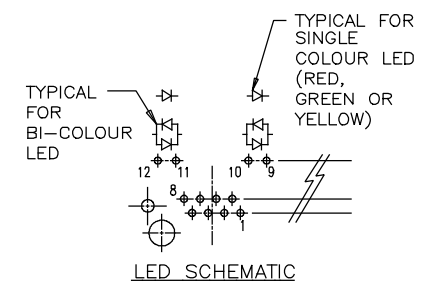 TYPICAL FOR
SINGLE
COLOUR LED
(RED,
GREEN OR
YELLOW)
TYPICAL
FOR
BI-COLOUR
LED
12 11 10 9
8
1
LED SCHEMATIC